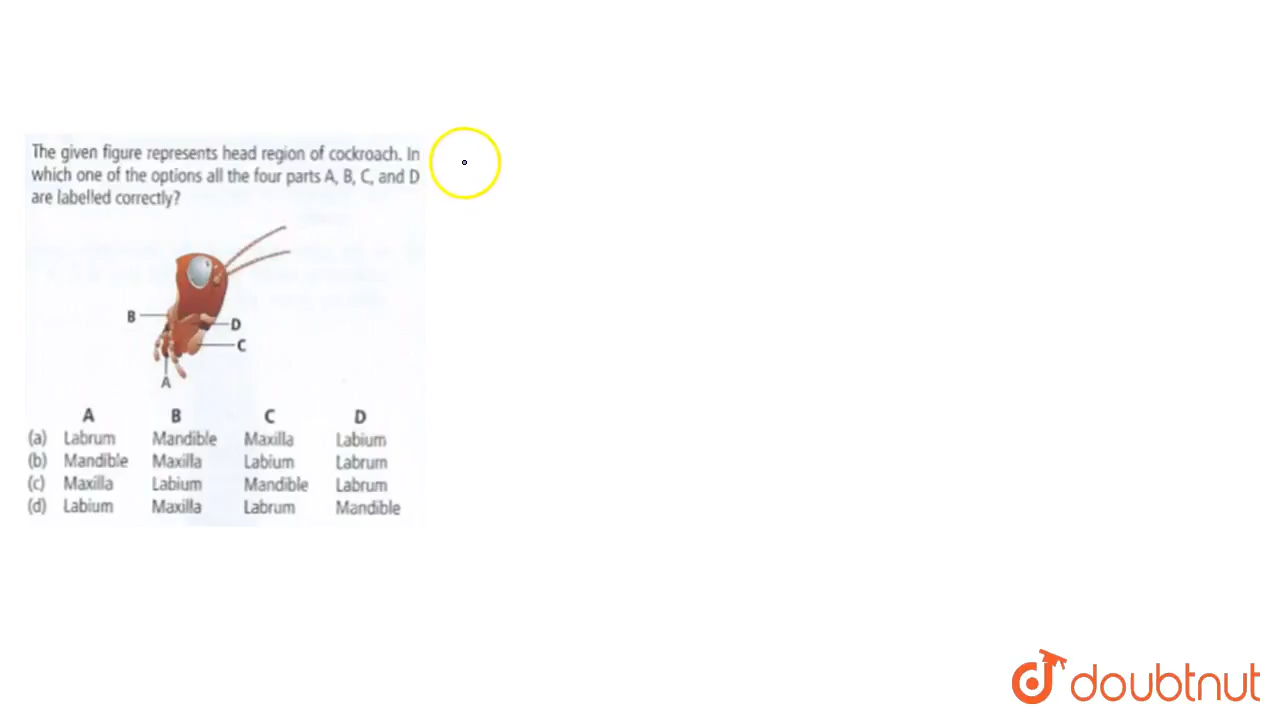 The given figure represents head region of cockroach. In
which one of the options all the four parts A, B, C, and D
are labelled correctly?
B
D
C
A
A B C D
(a) Labrum Mandible Maxilla Labium
(b) Mandible Maxilla Labium Labrum
(c) Maxilla Labium Mandible Labrum
(d) Labium Maxilla Labrum Mandible
doubtnut